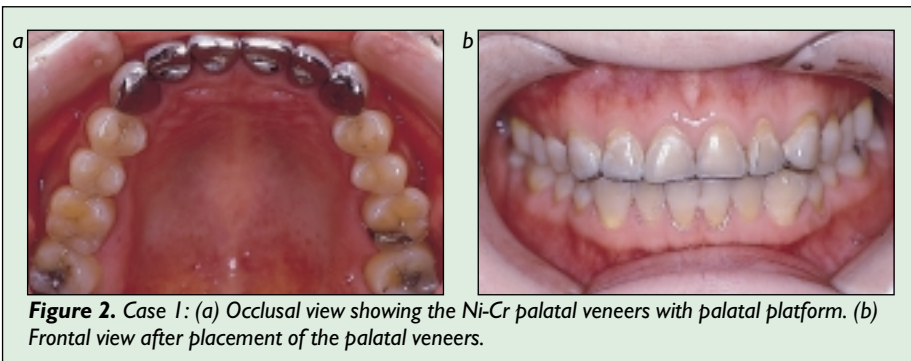 a
b
Figure 2. Case 1: (a) Occlusal view showing the Ni-Cr palatal veneers with palatal platform. (b)
Frontal view after placement of the palatal veneers.